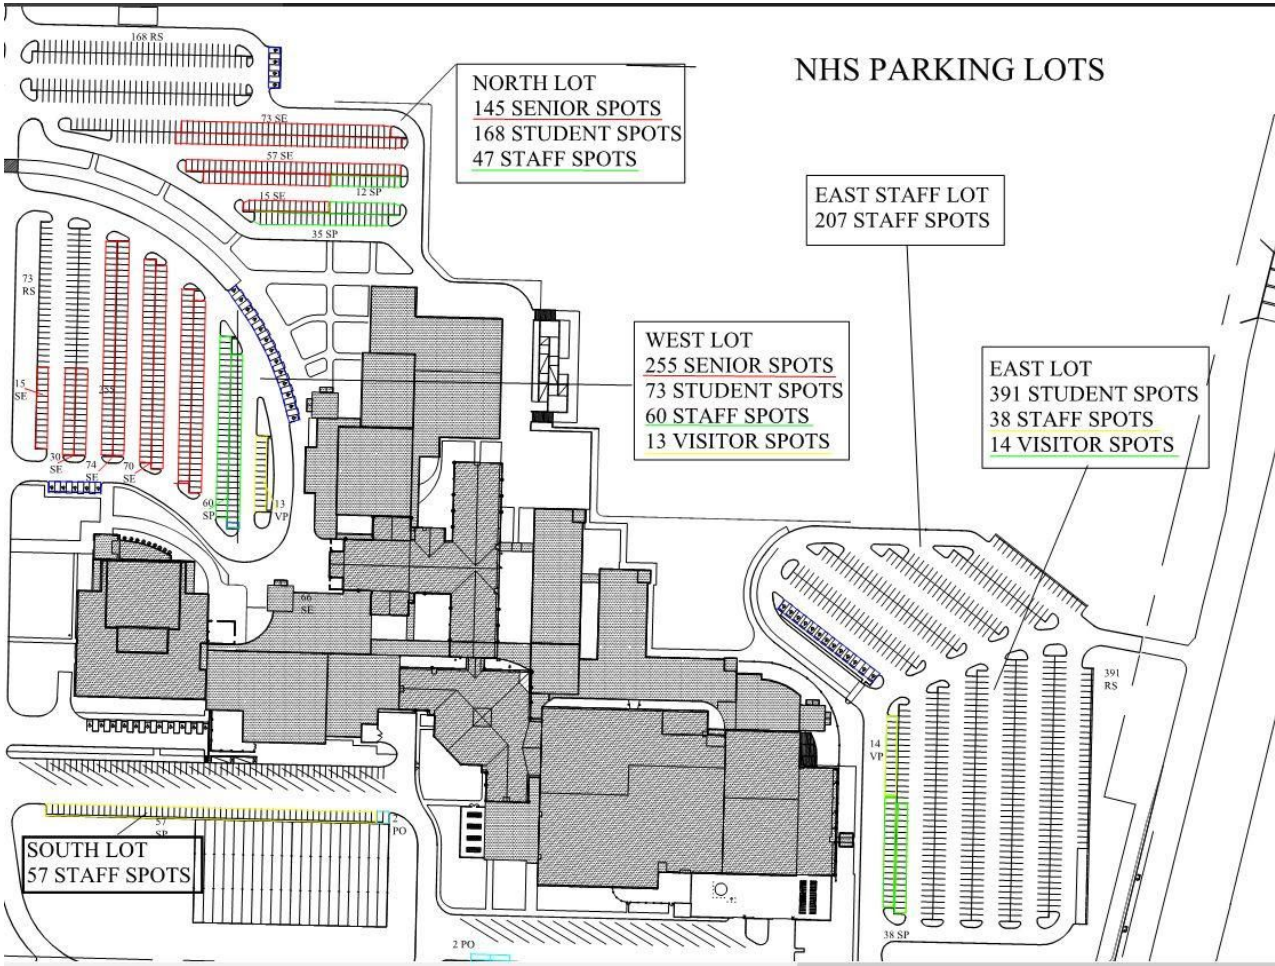 NHS PARKING LOTS
168 RS
NORTH LOT
145 SENIOR SPOTS
168 STUDENT SPOTS
47 STAFF SPOTS
73 SE
57 SE
12 SP
15 SE
35 SP
EAST STAFF LOT
207 STAFF SPOTS
73
RS
WEST LOT
255 SENIOR SPOTS
73 STUDENT SPOTS
60 STAFF SPOTS
13 VISITOR SPOTS
EAST LOT
391 STUDENT SPOTS
38 STAFF SPOTS
14 VISITOR SPOTS
15
SE
255
30
SE
74
SE
70
SE
60
SP
13
VP
66
SE
391
RS
14
VP
57
SP
2
PO
SOUTH LOT
57 STAFF SPOTS
38 SP
2 PO